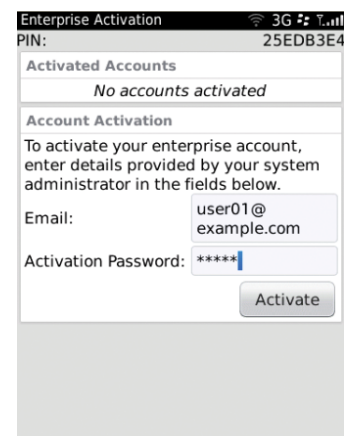 Enterprise Activation 3G
PIN: 25EDB3E4
Activated Accounts
No accounts activated
Account Activation
To activate your enterprise account,
enter details provided by your system
administrator in the fields below.
Email: user01@
example.com
Activation Password: *****
Activate